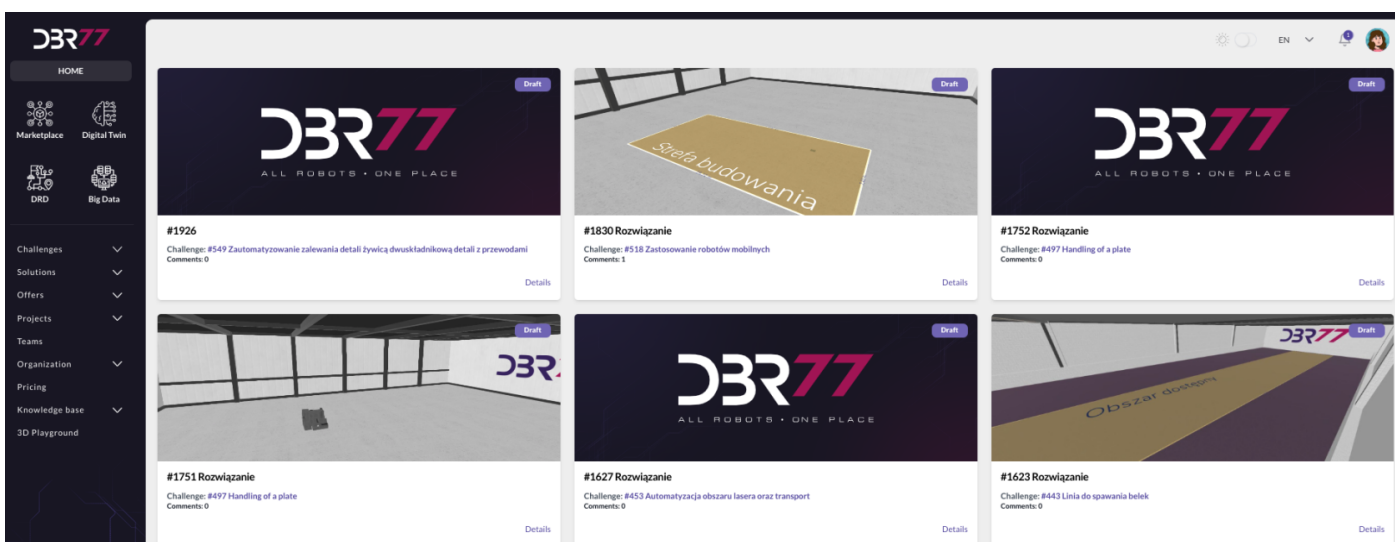 DBR77
EN
1
HOME
Marketplace
Digital Twin
DRD
Big Data
Challenges
Solutions
Offers
Projects
Teams
Organization
Pricing
Knowledge base
3D Playground
Draft
DBR77
ALL ROBOTS • ONE PLACE
#1926
Challenge: #549 Zautomatyzowanie zalewania detali żywicą dwuskładnikową detali z przewodami
Comments: 0
Details
Draft
Strefa budowania
#1830 Rozwiązanie
Challenge: #518 Zastosowanie robotów mobilnych
Comments: 1
Details
Draft
DBR77
ALL ROBOTS • ONE PLACE
#1752 Rozwiązanie
Challenge: #497 Handling of a plate
Comments: 0
Details
Draft
#1751 Rozwiązanie
Challenge: #497 Handling of a plate
Comments: 0
Details
Draft
DBR77
ALL ROBOTS • ONE PLACE
#1627 Rozwiązanie
Challenge: #453 Automatyzacja obszaru lasera oraz transport
Comments: 0
Details
DBR77
Draft
Obszar dostępny
#1623 Rozwiązanie
Challenge: #443 Linia do spawania belek
Comments: 0
Details